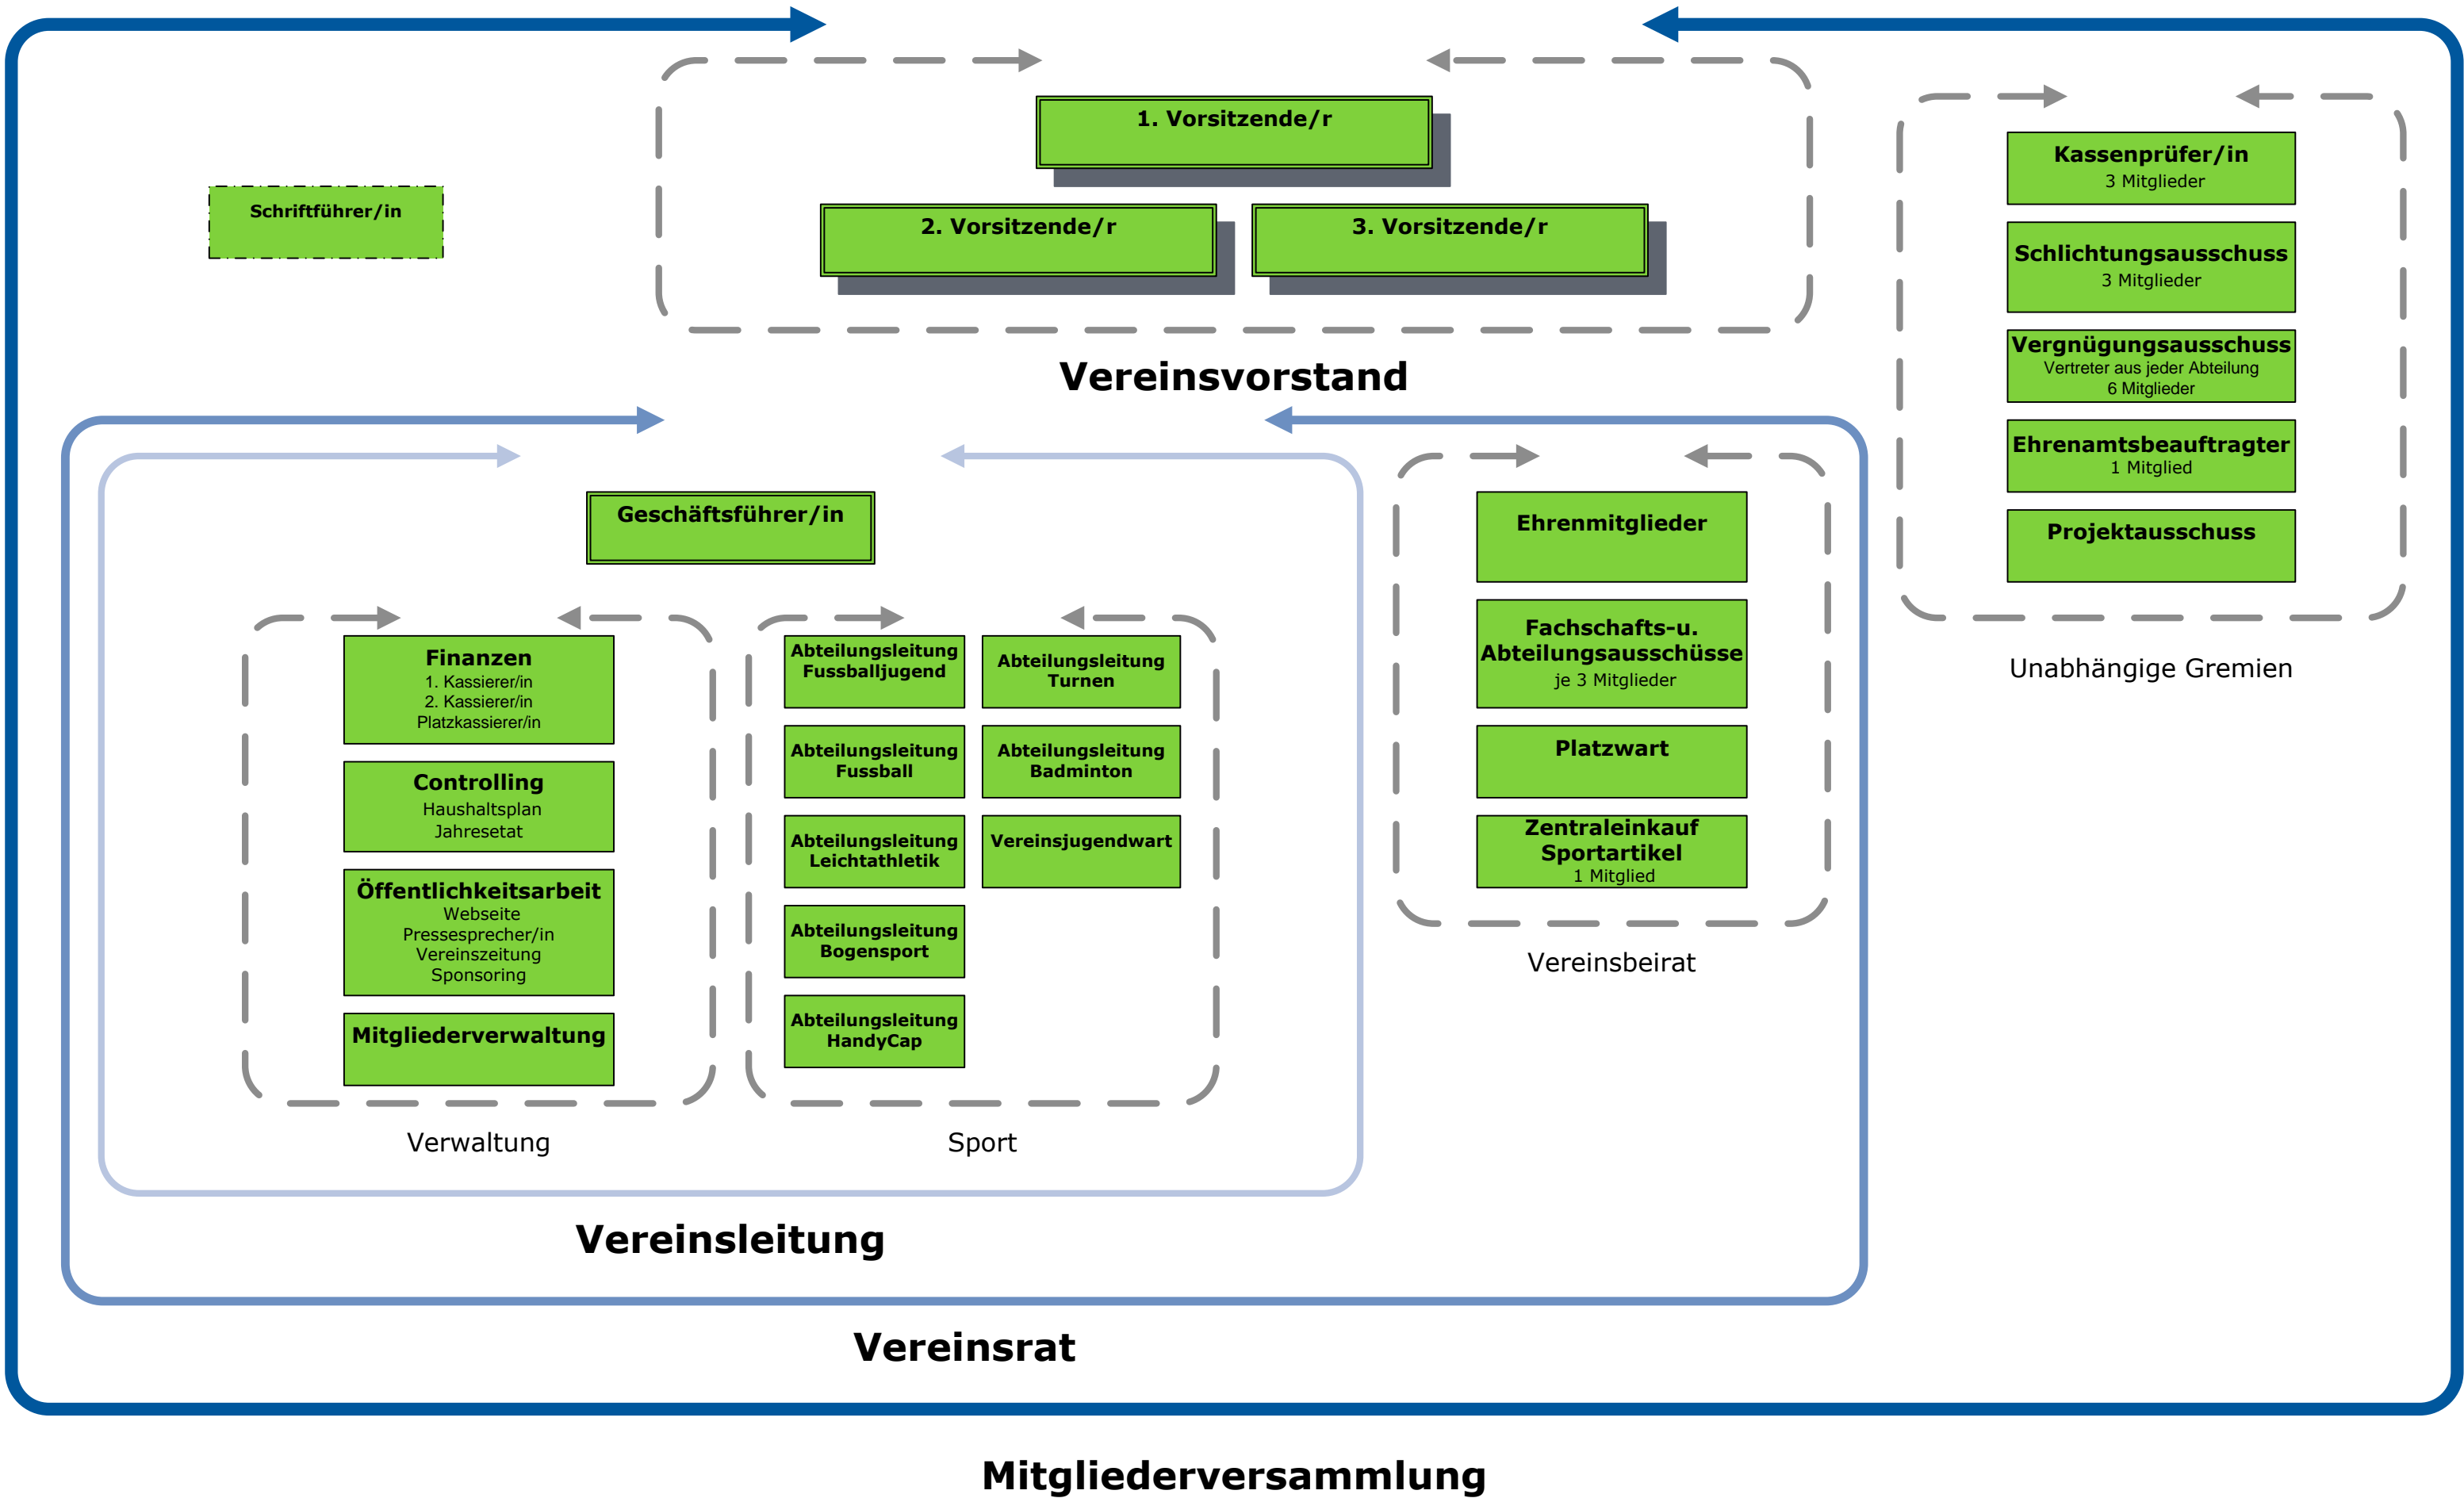 1. Vorsitzende/r
2. Vorsitzende/r
3. Vorsitzende/r
Vereinsvorstand
Schriftführer/in
Kassenprüfer/in
3 Mitglieder
Schlichtungsausschuss
3 Mitglieder
Vergnügungsausschuss
Vertreter aus jeder Abteilung
6 Mitglieder
Ehrenamtsbeauftragter
1 Mitglied
Projektausschuss
Unabhängige Gremien
Geschäftsführer/in
Finanzen
1. Kassierer/in
2. Kassierer/in
Platzkassierer/in
Controlling
Haushaltsplan
Jahresetat
Öffentlichkeitsarbeit
Webseite
Pressesprecher/in
Vereinszeitung
Sponsoring
Mitgliederverwaltung
Verwaltung
Abteilungsleitung
Fussballjugend
Abteilungsleitung
Fussball
Abteilungsleitung
Leichtathletik
Abteilungsleitung
Bogensport
Abteilungsleitung
HandyCap
Abteilungsleitung
Turnen
Abteilungsleitung
Badminton
Vereinsjugendwart
Sport
Ehrenmitglieder
Fachschafts-u.
Abteilungsausschüsse
je 3 Mitglieder
Platzwart
Zentraleinkauf
Sportartikel
1 Mitglied
Vereinsbeirat
Vereinsleitung
Vereinsrat
Mitgliederversammlung